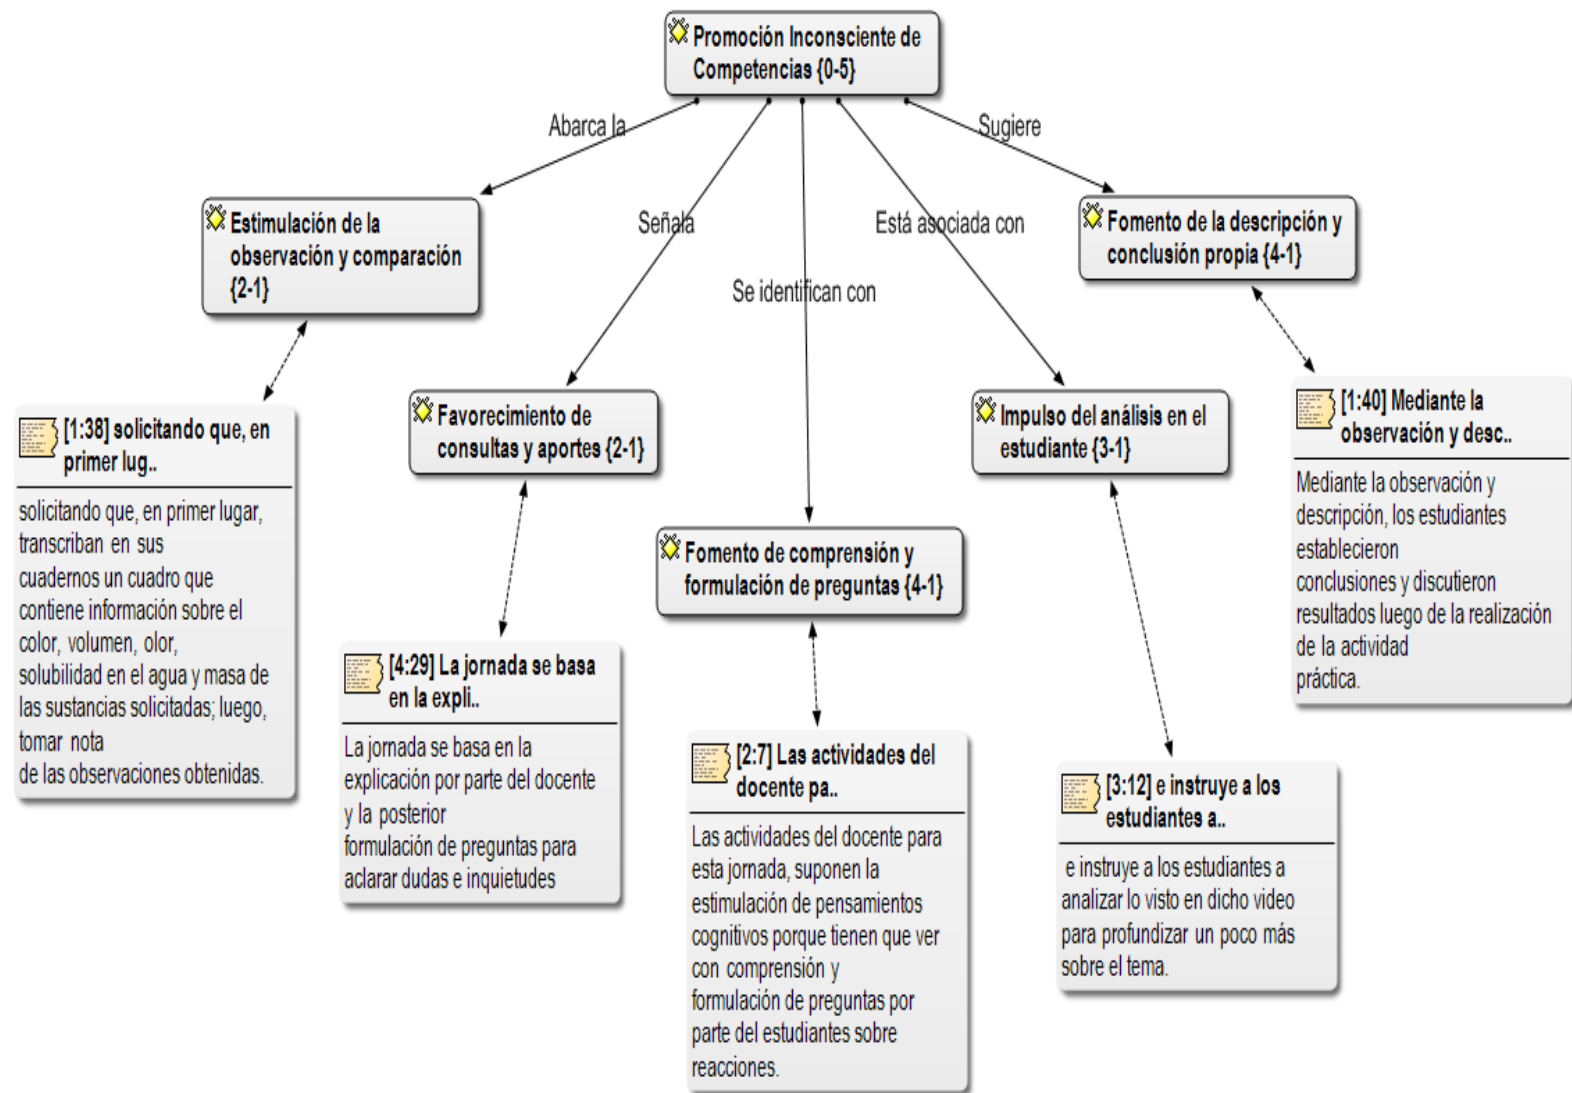 Promoción Inconsciente de
Competencias {0-5}
Abarca la
Sugiere
Señala
Está asociada con
Se identifican con
Estimulación de la
observación y comparación
{2-1}
Fomento de la descripción y
conclusión propia {4-1}
Favorecimiento de
consultas y aportes {2-1}
Impulso del análisis en el
estudiante {3-1}
Fomento de comprensión y
formulación de preguntas {4-1}
[1:38] solicitando que, en
primer lug..
solicitando que, en primer lugar,
transcriban en sus
cuadernos un cuadro que
contiene información sobre el
color, volumen, olor,
solubilidad en el agua y masa de
las sustancias solicitadas; luego,
tomar nota
de las observaciones obtenidas.
[4:29] La jornada se basa
en la expli..
La jornada se basa en la
explicación por parte del docente
y la posterior
formulación de preguntas para
aclarar dudas e inquietudes
[2:7] Las actividades del
docente pa..
Las actividades del docente para
esta jornada, suponen la
estimulación de pensamientos
cognitivos porque tienen que ver
con comprensión y
formulación de preguntas por
parte del estudiantes sobre
reacciones.
[3:12] e instruye a los
estudiantes a..
e instruye a los estudiantes a
analizar lo visto en dicho video
para profundizar un poco más
sobre el tema.
[1:40] Mediante la
observación y desc..
Mediante la observación y
descripción, los estudiantes
establecieron
conclusiones y discutieron
resultados luego de la realización
de la actividad
práctica.